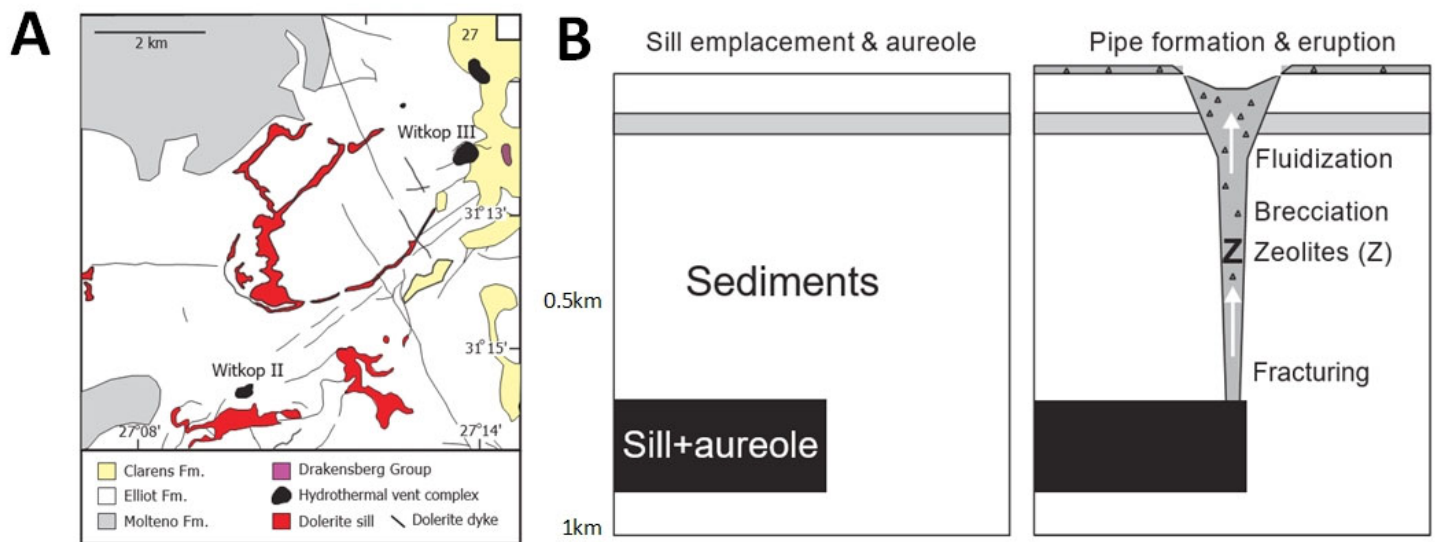 A
2 km
27
Witkop III
31°13'
31°15'
Witkop II
27°08'
27°14'
Clarens Fm.
Elliot Fm.
Molteno Fm.
Drakensberg Group
Hydrothermal vent complex
Dolerite sill
Dolerite dyke
B
Sill emplacement & aureole
0.5km
1km
Sediments
Sill+aureole
Pipe formation & eruption
Fluidization
Brecciation
Z
Zeolites (Z)
Fracturing